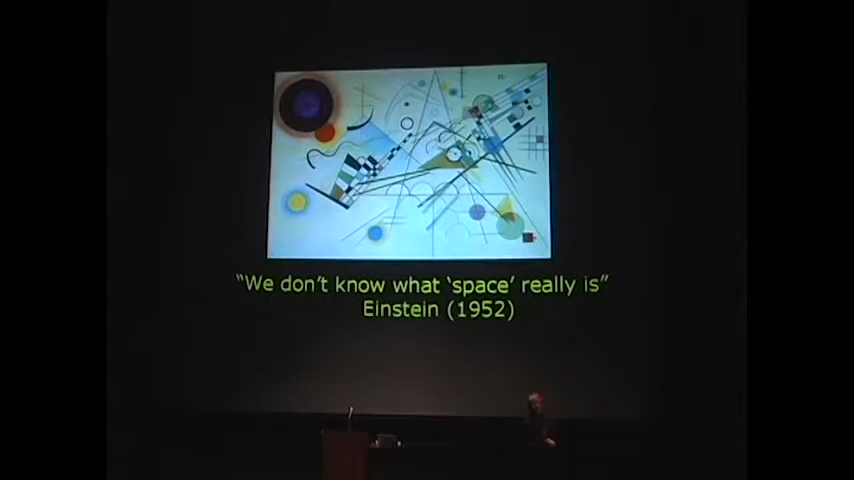 “We don’t know what ‘space’ really is”
Einstein (1952)